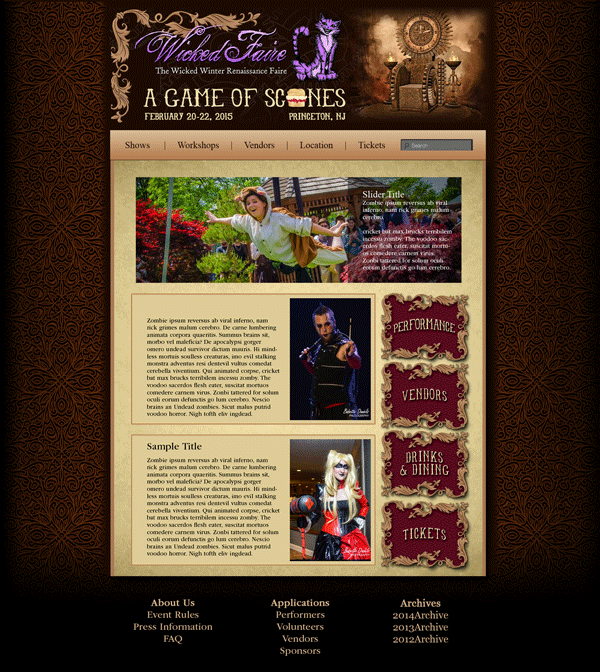 Wicked Faire
The Wicked Winter Renaissance Faire
A GAME OF SCONES
FEBRUARY 20-22, 2015 PRINCETON, NJ
Shows | Workshops | Vendors | Location | Tickets Search
Slider Title
Zombie ipsum reversus ab viral
inferno, nam rick grimes malum
cerebro.
cricket bat max brucks terribilem
incessu zomby. The voodoo sac-
erdos flesh eater, suscitat mortu-
os comedere carnem virus.
Zonbi tattered for solum oculi
eorum defunctis go lum cerebro.
Zombie ipsum reversus ab viral inferno, nam
rick grimes malum cerebro. De carne lumbering
animata corpora quaeritis. Summus brains sit,
morbo vel maleficia? De apocalypsi gorger
omero undead survivor dictum mauris. Hi mind-
less mortuis soulless creaturas, imo evil stalking
monstra adventus resi dentevil vultus comedat
cerebella viventium. Qui animated corpse, cricket
bat max brucks terribilem incessu zomby. The
voodoo sacerdos flesh eater, suscitat mortuos
comedere carnem virus. Zonbi tattered for solum
oculi eorum defunctis go lum cerebro. Nescio
brains an Undead zombies. Sicut malus putrid
voodoo horror. Nigh tofth eliv ingdead.
PERFORMANCE
VENDORS
Sample Title
Zombie ipsum reversus ab viral inferno, nam
rick grimes malum cerebro. De carne lumbering
animata corpora quaeritis. Summus brains sit,
morbo vel maleficia? De apocalypsi gorger
omero undead survivor dictum mauris. Hi mind-
less mortuis soulless creaturas, imo evil stalking
monstra adventus resi dentevil vultus comedat
cerebella viventium. Qui animated corpse, cricket
bat max brucks terribilem incessu zomby. The
voodoo sacerdos flesh eater, suscitat mortuos
comedere carnem virus. Zonbi tattered for solum
oculi eorum defunctis go lum cerebro. Nescio
brains an Undead zombies. Sicut malus putrid
voodoo horror. Nigh tofth eliv ingdead.
DRINKS
& DINING
TICKETS
About Us
Event Rules
Press Information
FAQ
Applications
Performers
Volunteers
Vendors
Sponsors
Archives
2014Archive
2013Archive
2012Archive